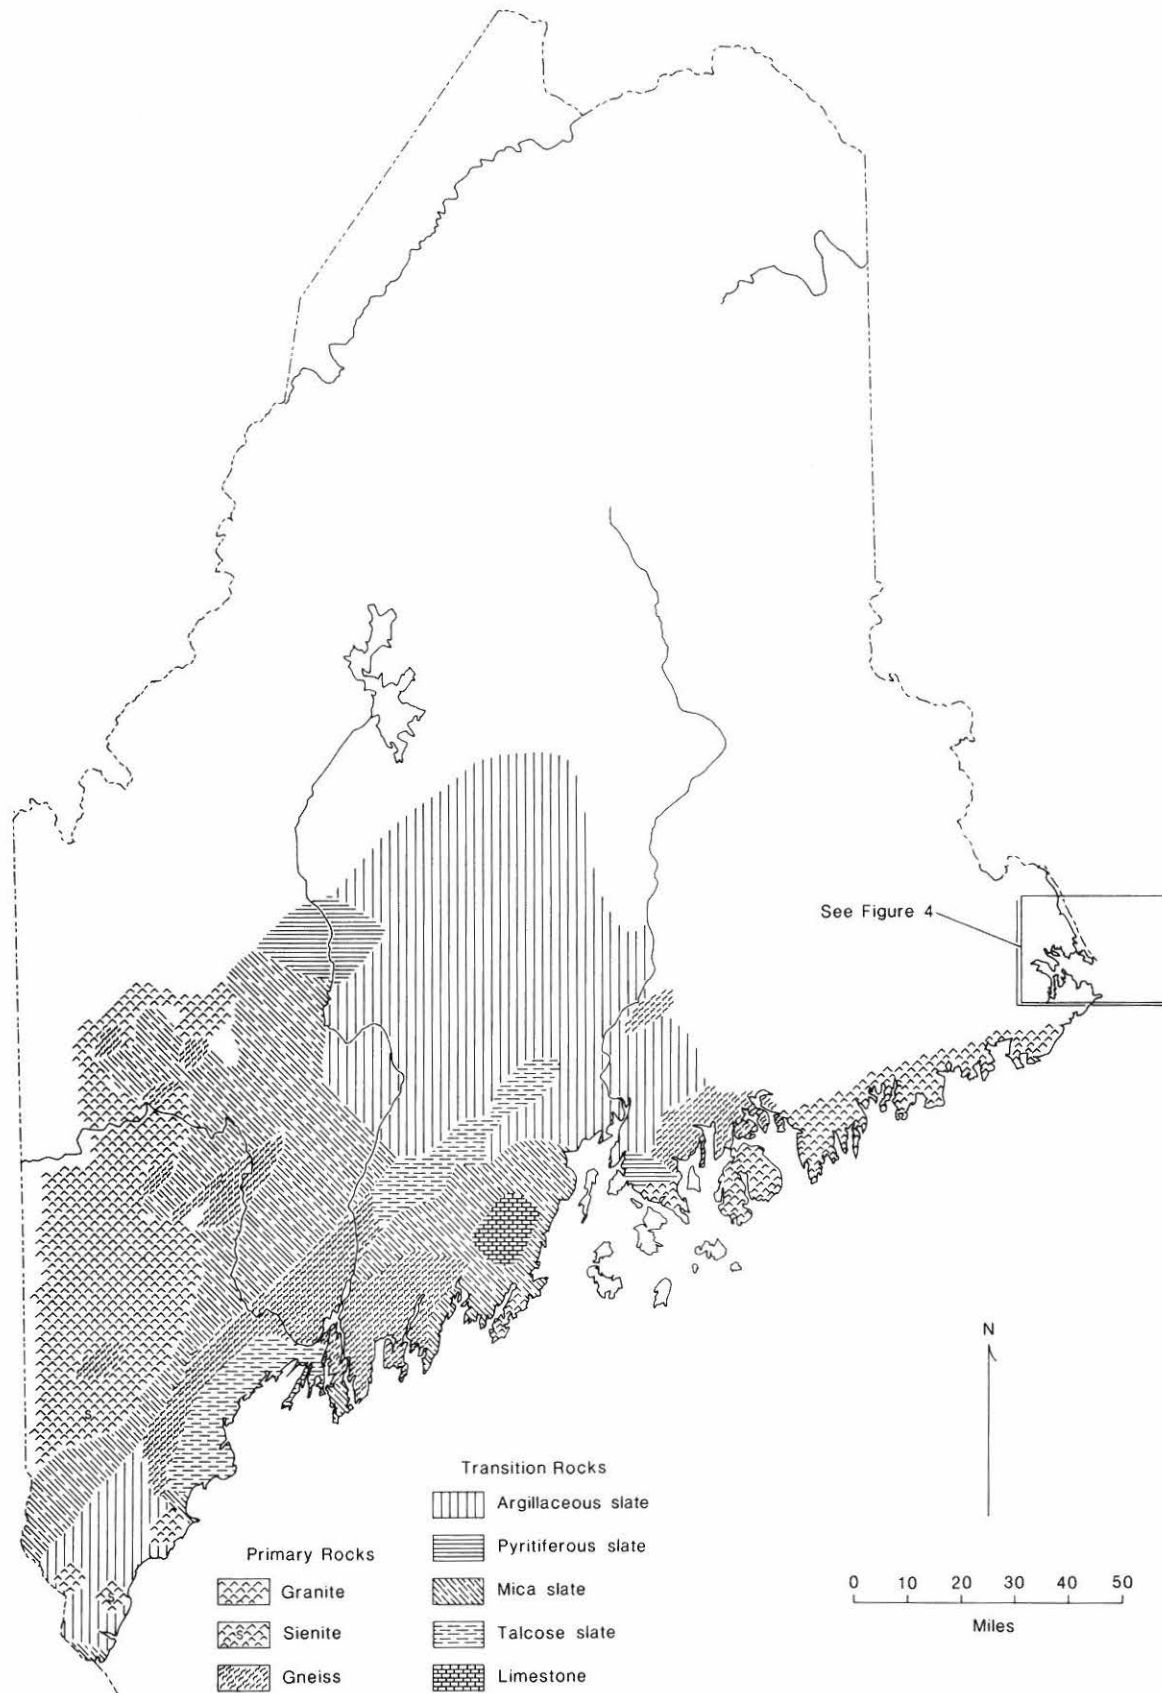 See Figure 4
N
Transition Rocks
Argillaceous slate
Pyritiferous slate
Mica slate
Talcose slate
Limestone
Primary Rocks
Granite
Sienite
Gneiss
0 10 20 30 40 50
Miles
S
S
S